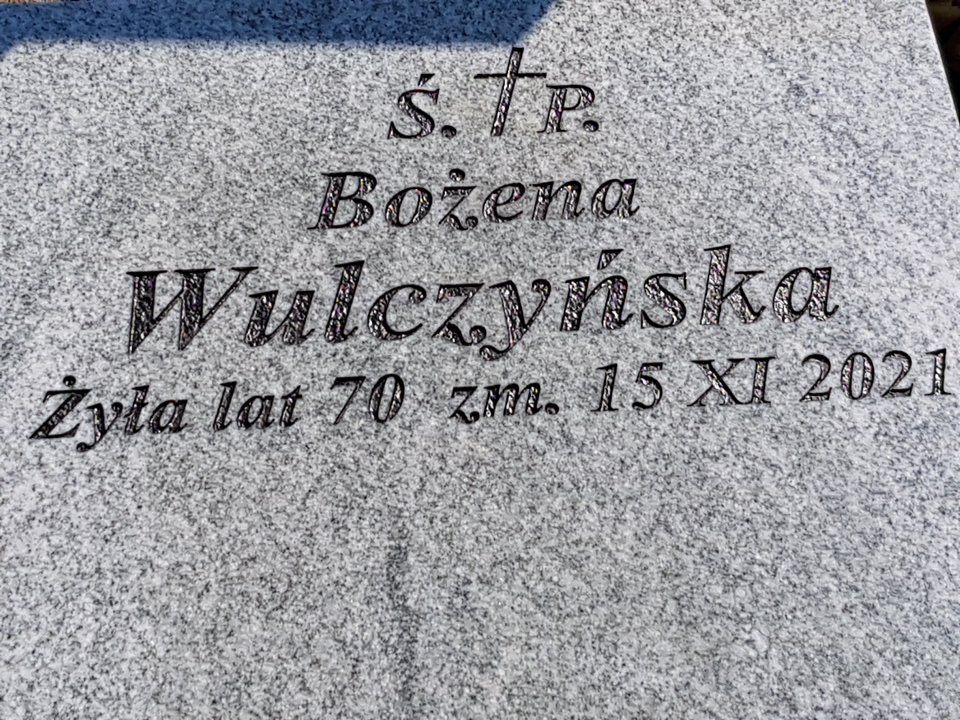 Ś. P.
Bożena
Wulczyńska
Żyła lat 70 zm. 15 XI 2021